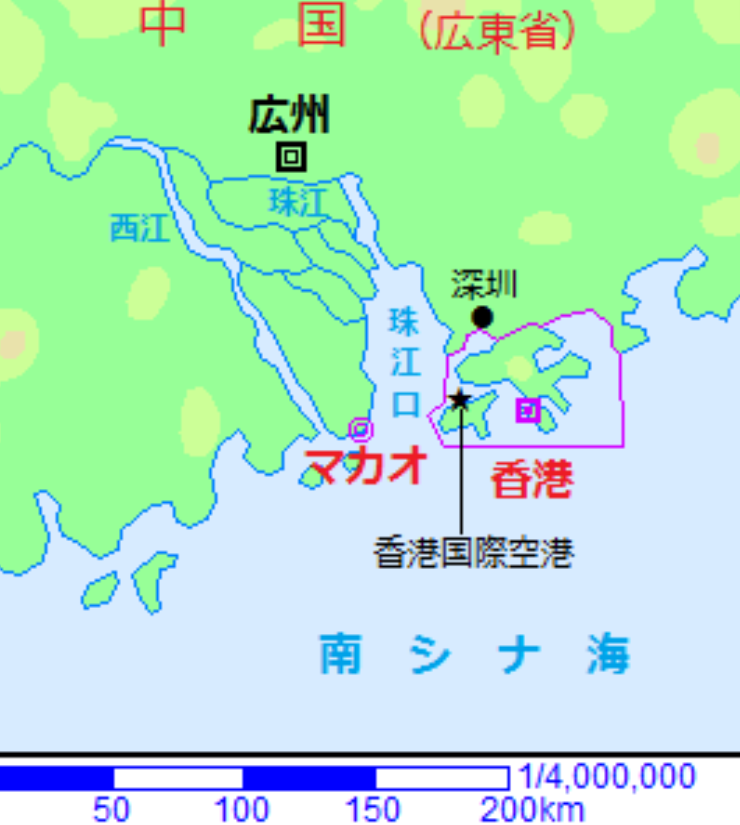 中国（広東省）
広州
珠江
西江
深圳
珠江口
マカオ
香港
香港国際空港
南シナ海
1/4,000,000
50 100 150 200km